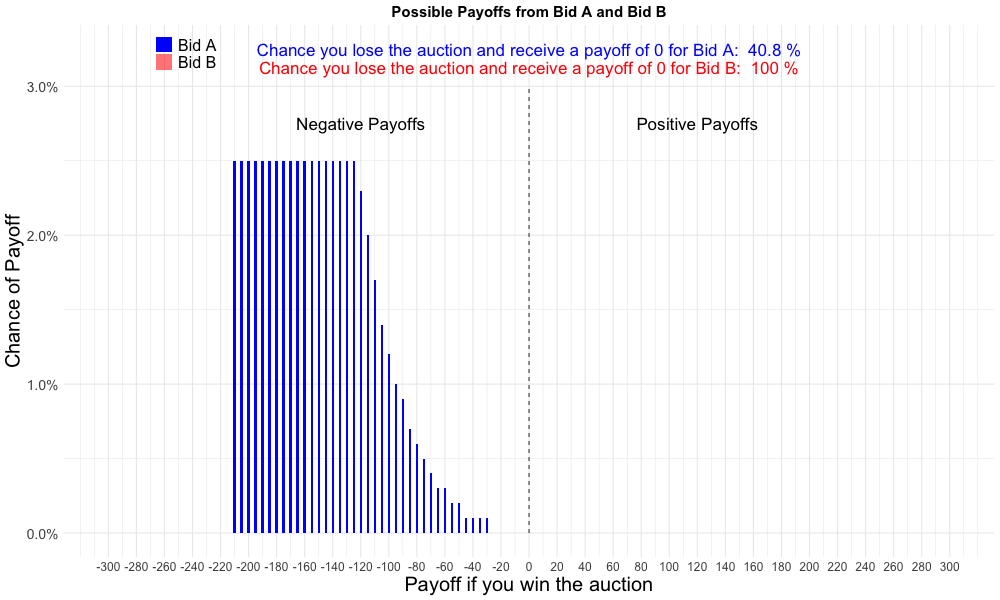 Possible Payoffs from Bid A and Bid B
Bid A
Bid B
Chance you lose the auction and receive a payoff of 0 for Bid A: 40.8 %
Chance you lose the auction and receive a payoff of 0 for Bid B: 100 %
Negative Payoffs
Positive Payoffs
Chance of Payoff
3.0%
2.0%
1.0%
0.0%
-300 -280 -260 -240 -220 -200 -180 -160 -140 -120 -100 -80 -60 -40 -20 0 20 40 60 80 100 120 140 160 180 200 220 240 260 280 300
Payoff if you win the auction